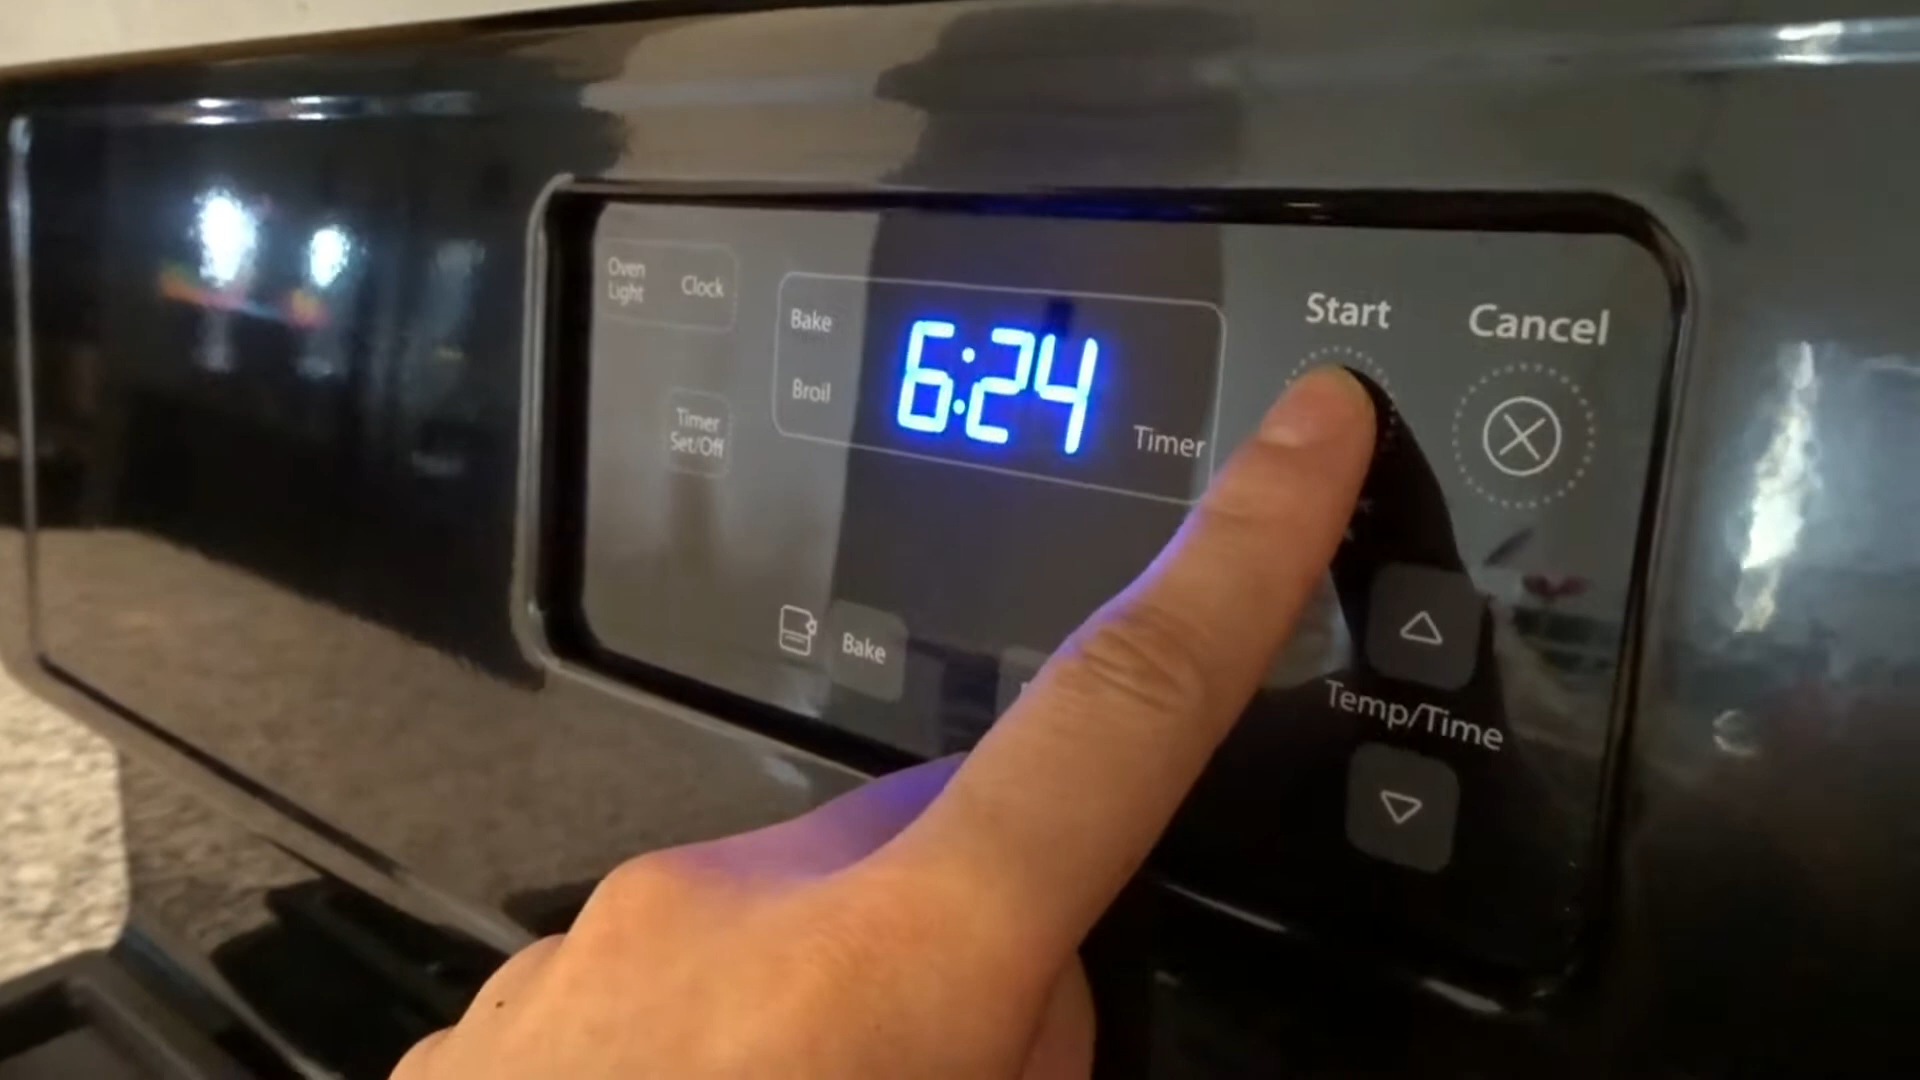 Oven
Light
Clock
Timer
Set/Off
Bake
Broil
6:24
Timer
Start
Cancel
Bake
Temp/Time